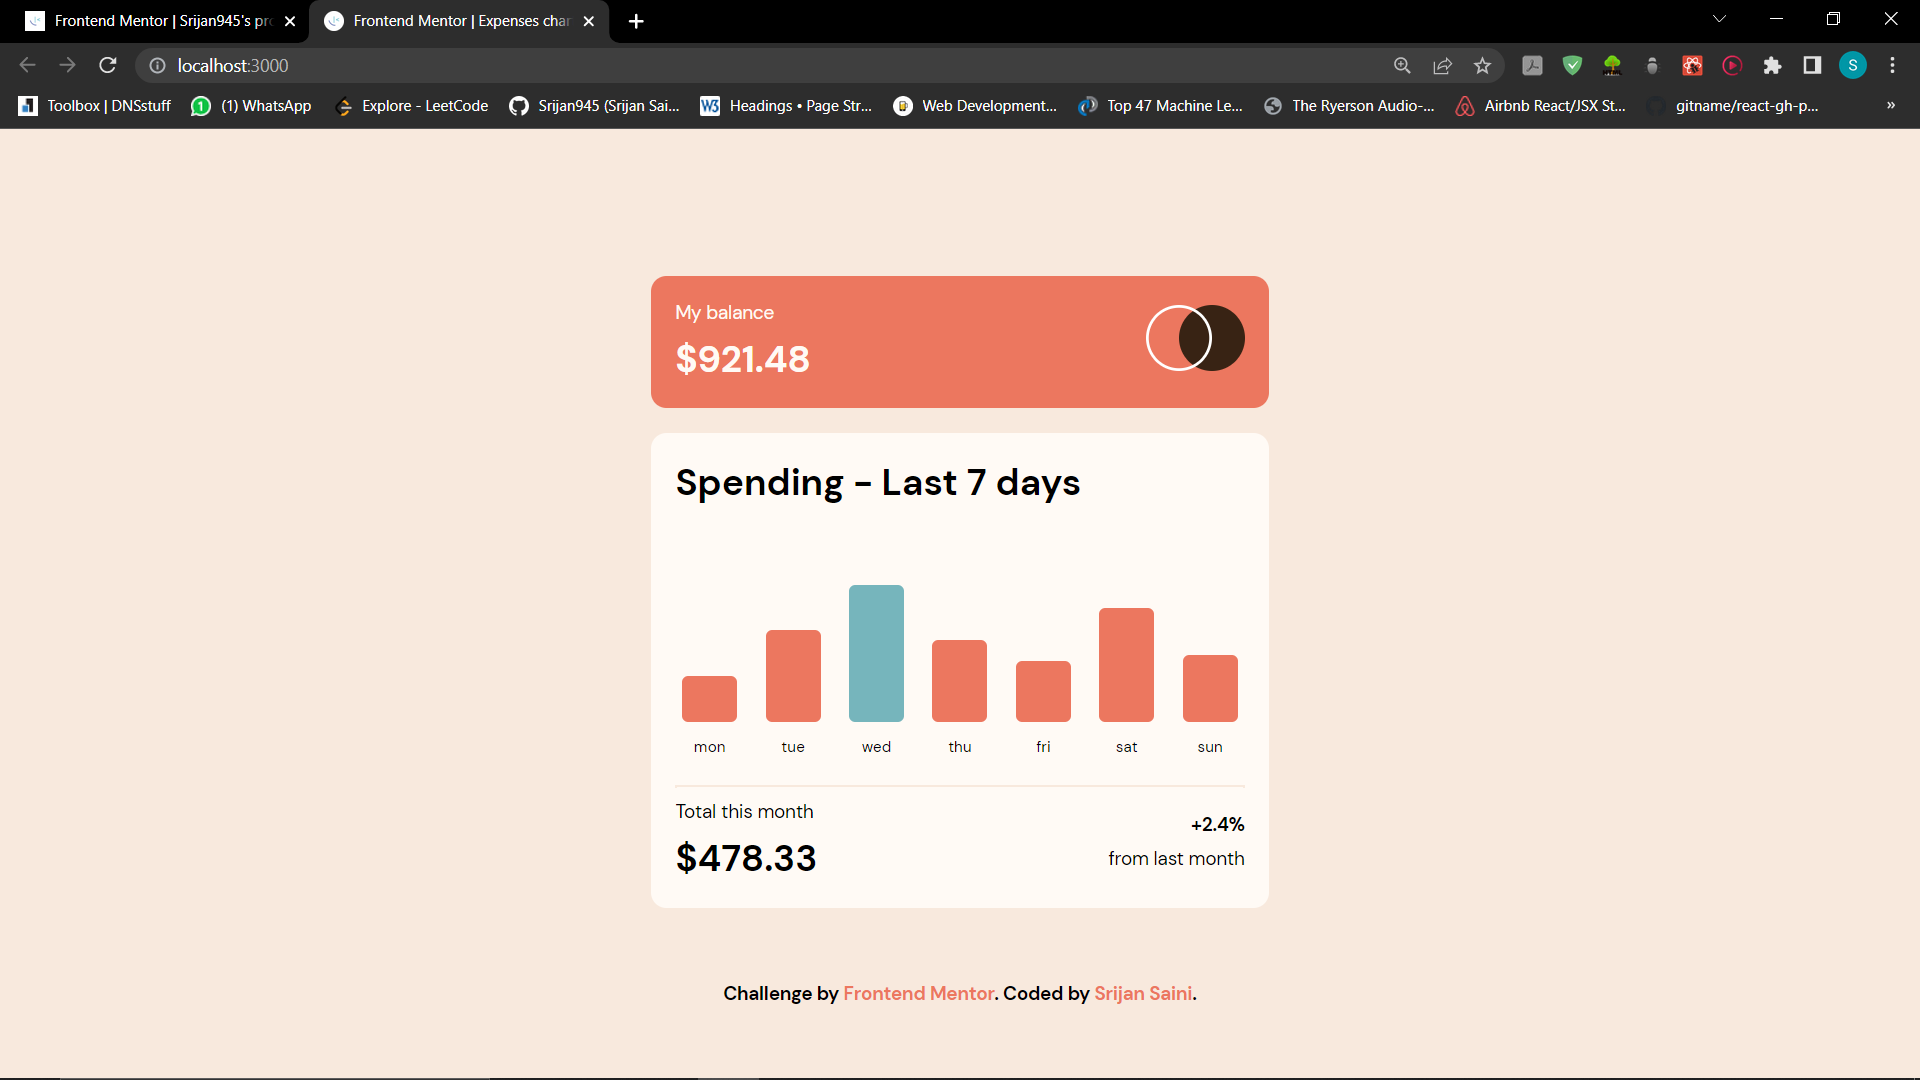 Frontend Mentor | Srijan945's pro
Frontend Mentor | Expenses char
localhost:3000
S
Toolbox | DNSstuff
(1) WhatsApp
Explore - LeetCode
Srijan945 (Srijan Sai...
W3 Headings • Page Str...
Web Development...
Top 47 Machine Le...
The Ryerson Audio-...
Airbnb React/JSX St...
gitname/react-gh-p...
»
My balance
$921.48
Spending - Last 7 days
mon tue wed thu fri sat sun
Total this month
$478.33
+2.4%
from last month
Challenge by Frontend Mentor. Coded by Srijan Saini.